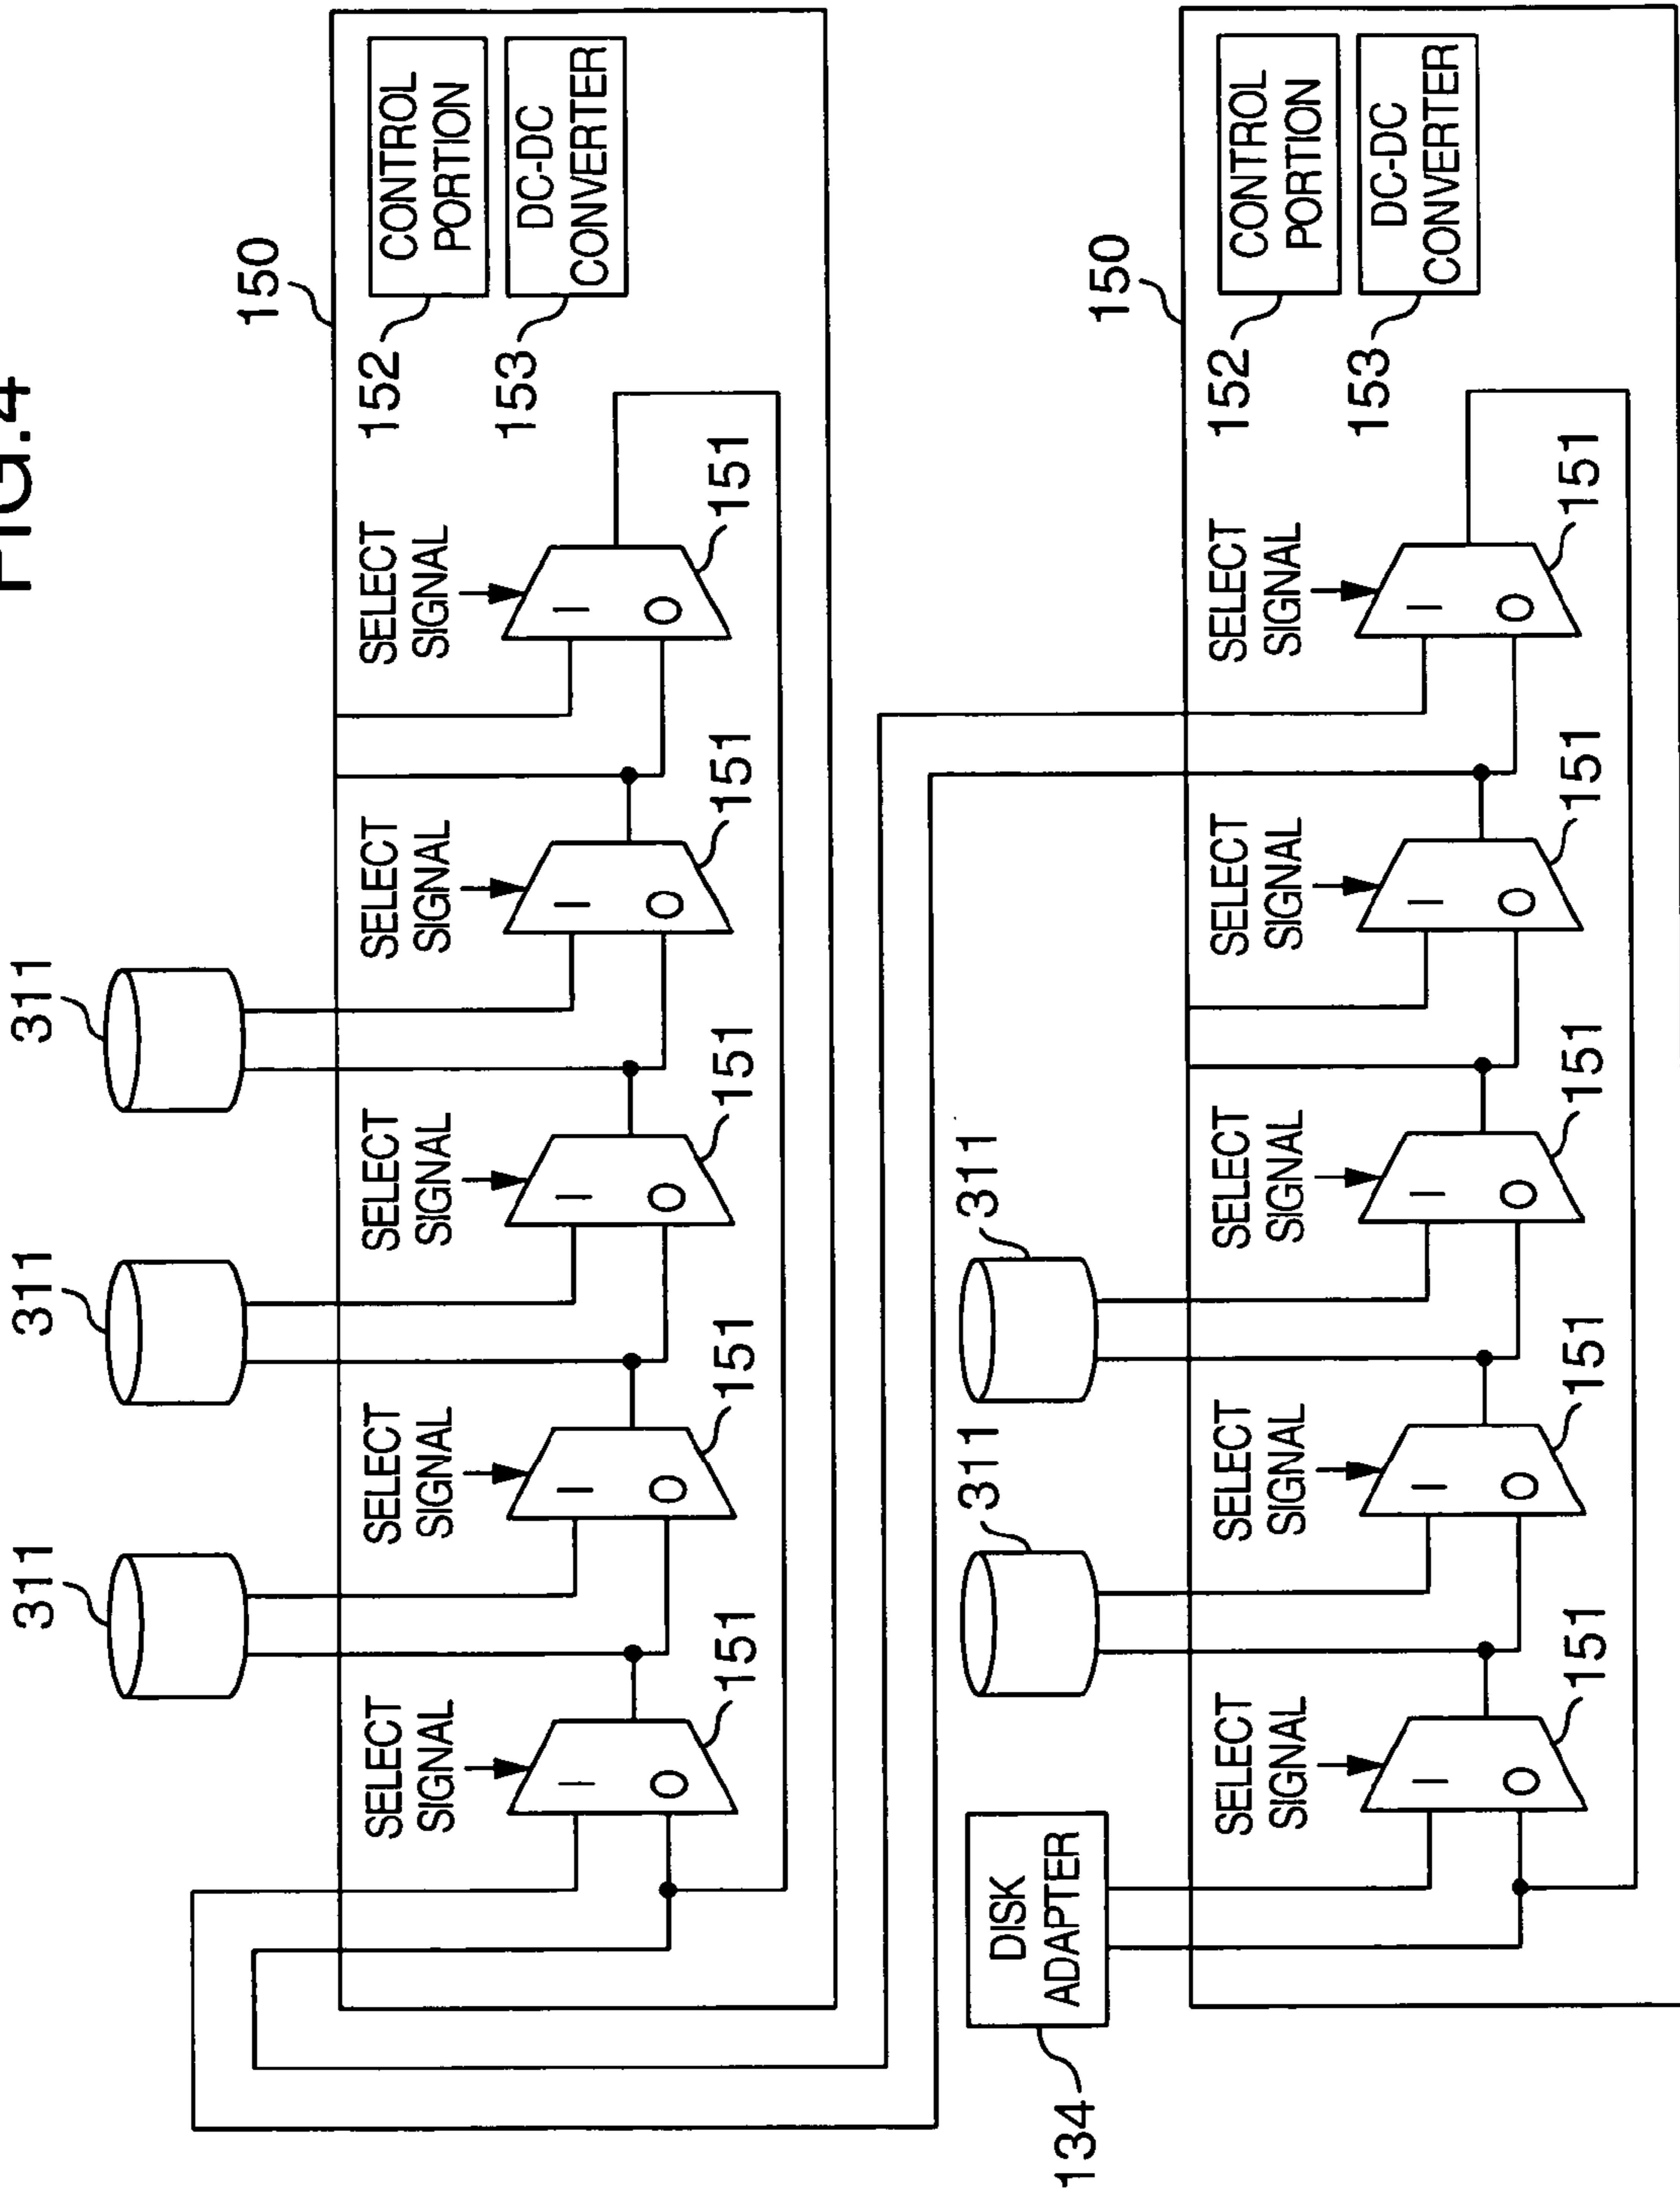 FIG.4
311
311
311
150
SELECT
SIGNAL
1
0
151
SELECT
SIGNAL
1
0
151
SELECT
SIGNAL
1
0
151
SELECT
SIGNAL
1
0
151
SELECT
SIGNAL
1
0
151
152
CONTROL
PORTION
153
DC-DC
CONVERTER
134
DISK
ADAPTER
311
311
150
SELECT
SIGNAL
1
0
151
SELECT
SIGNAL
1
0
151
SELECT
SIGNAL
1
0
151
SELECT
SIGNAL
1
0
151
SELECT
SIGNAL
1
0
151
152
CONTROL
PORTION
153
DC-DC
CONVERTER